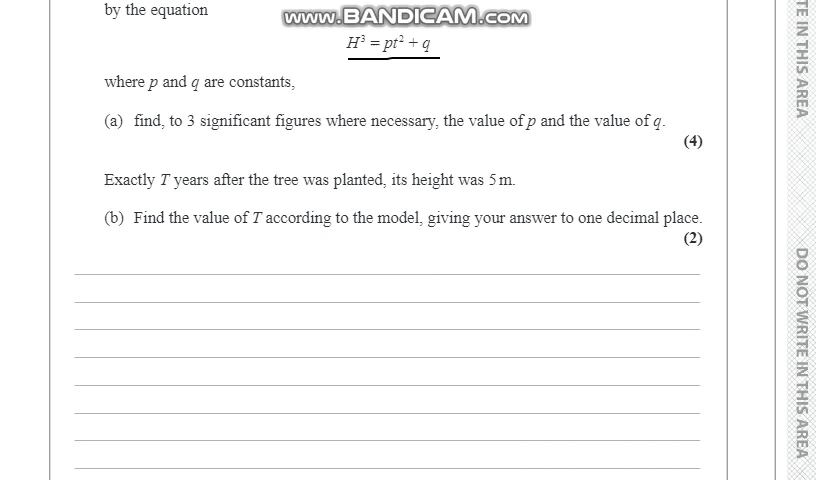 by the equation
www.BANDICAM.com
H³ = pt² + q
where p and q are constants,
(a) find, to 3 significant figures where necessary, the value of p and the value of q.
(4)
Exactly T years after the tree was planted, its height was 5 m.
(b) Find the value of T according to the model, giving your answer to one decimal place.
(2)
TE IN THIS AREA
DO NOT WRITE IN THIS AREA